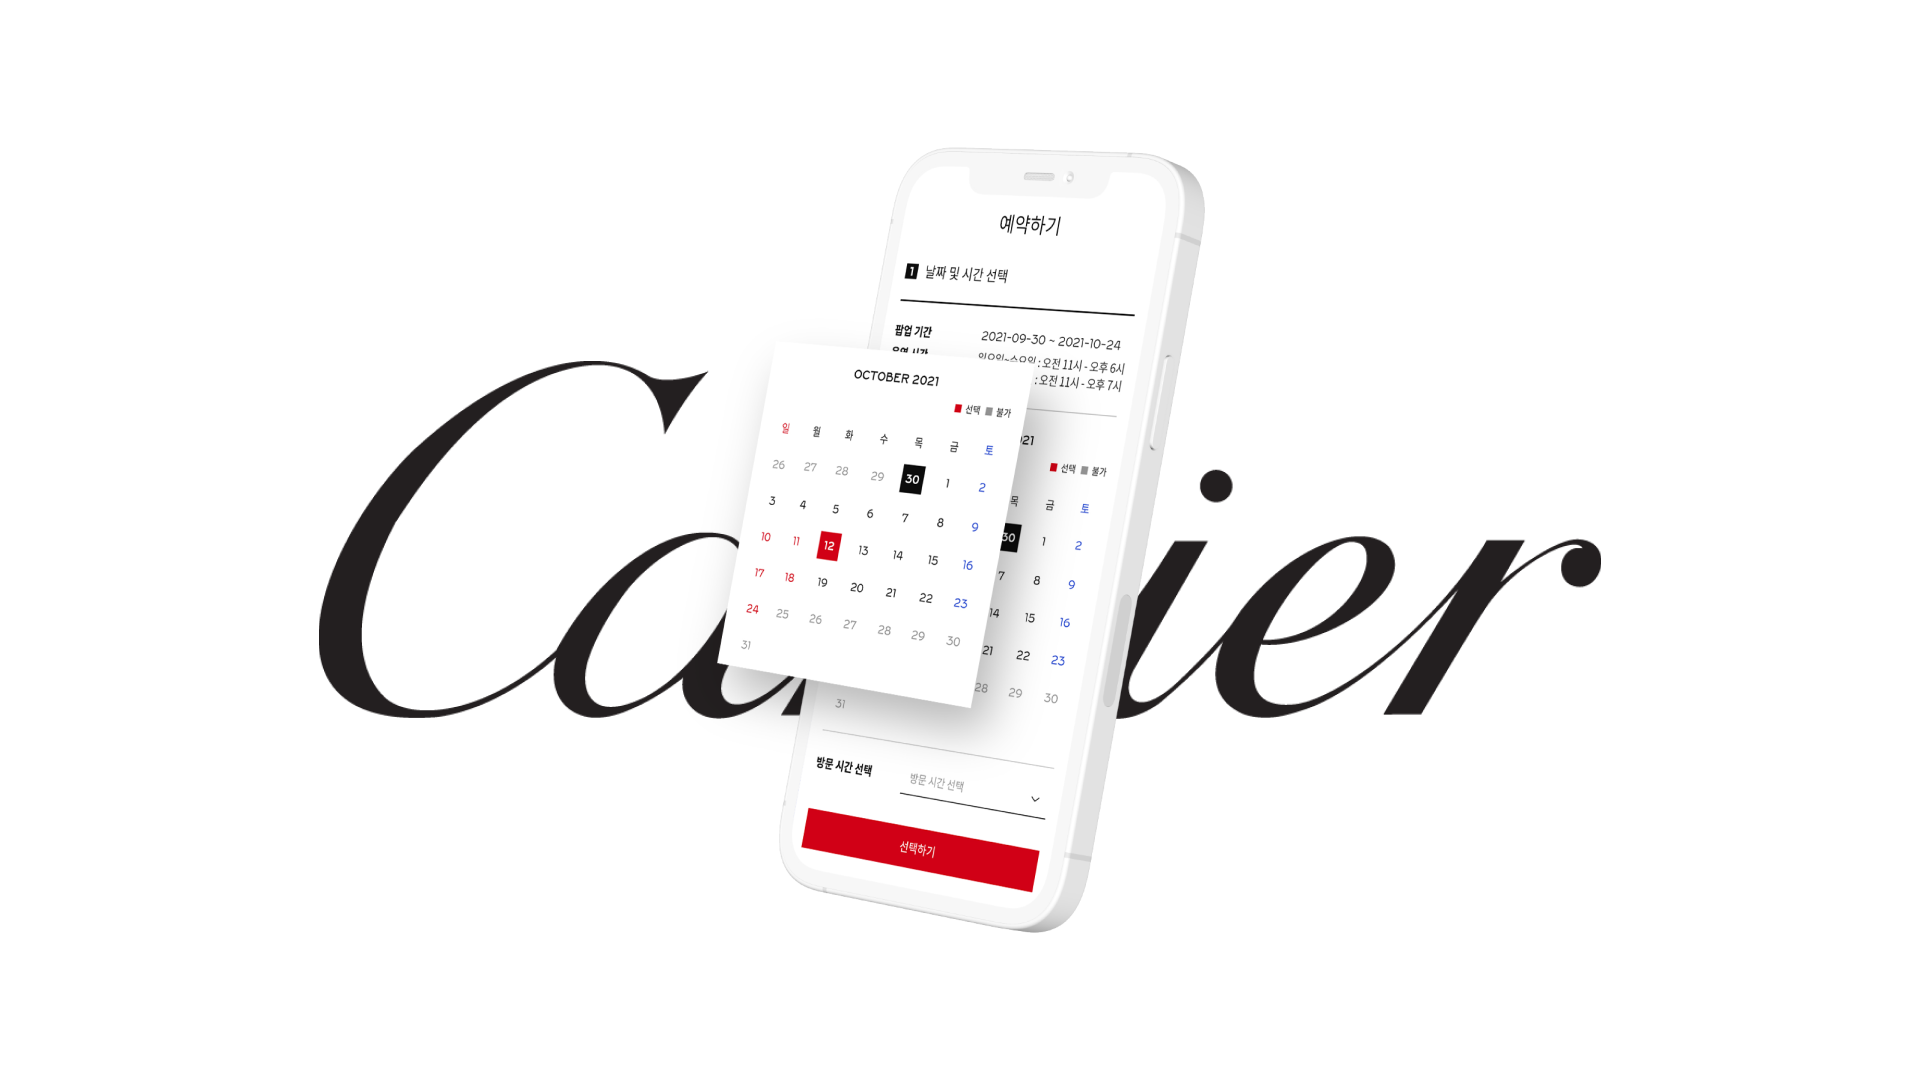 예약하기
1 날짜 및 시간 선택
팝업 기간 2021-09-30 ~ 2021-10-24
운영 시간 일요일~수요일 : 오전 11시 - 오후 6시
: 오전 11시 - 오후 7시
OCTOBER 2021
선택 불가
일 월 화 수 목 금 토
26 27 28 29 30 1 2
3 4 5 6 7 8 9
10 11 12 13 14 15 16
17 18 19 20 21 22 23
24 25 26 27 28 29 30
31
21
선택 불가
목 금 토
30 1 2
7 8 9
14 15 16
21 22 23
28 29 30
31
방문 시간 선택 방문 시간 선택
선택하기
Cartier